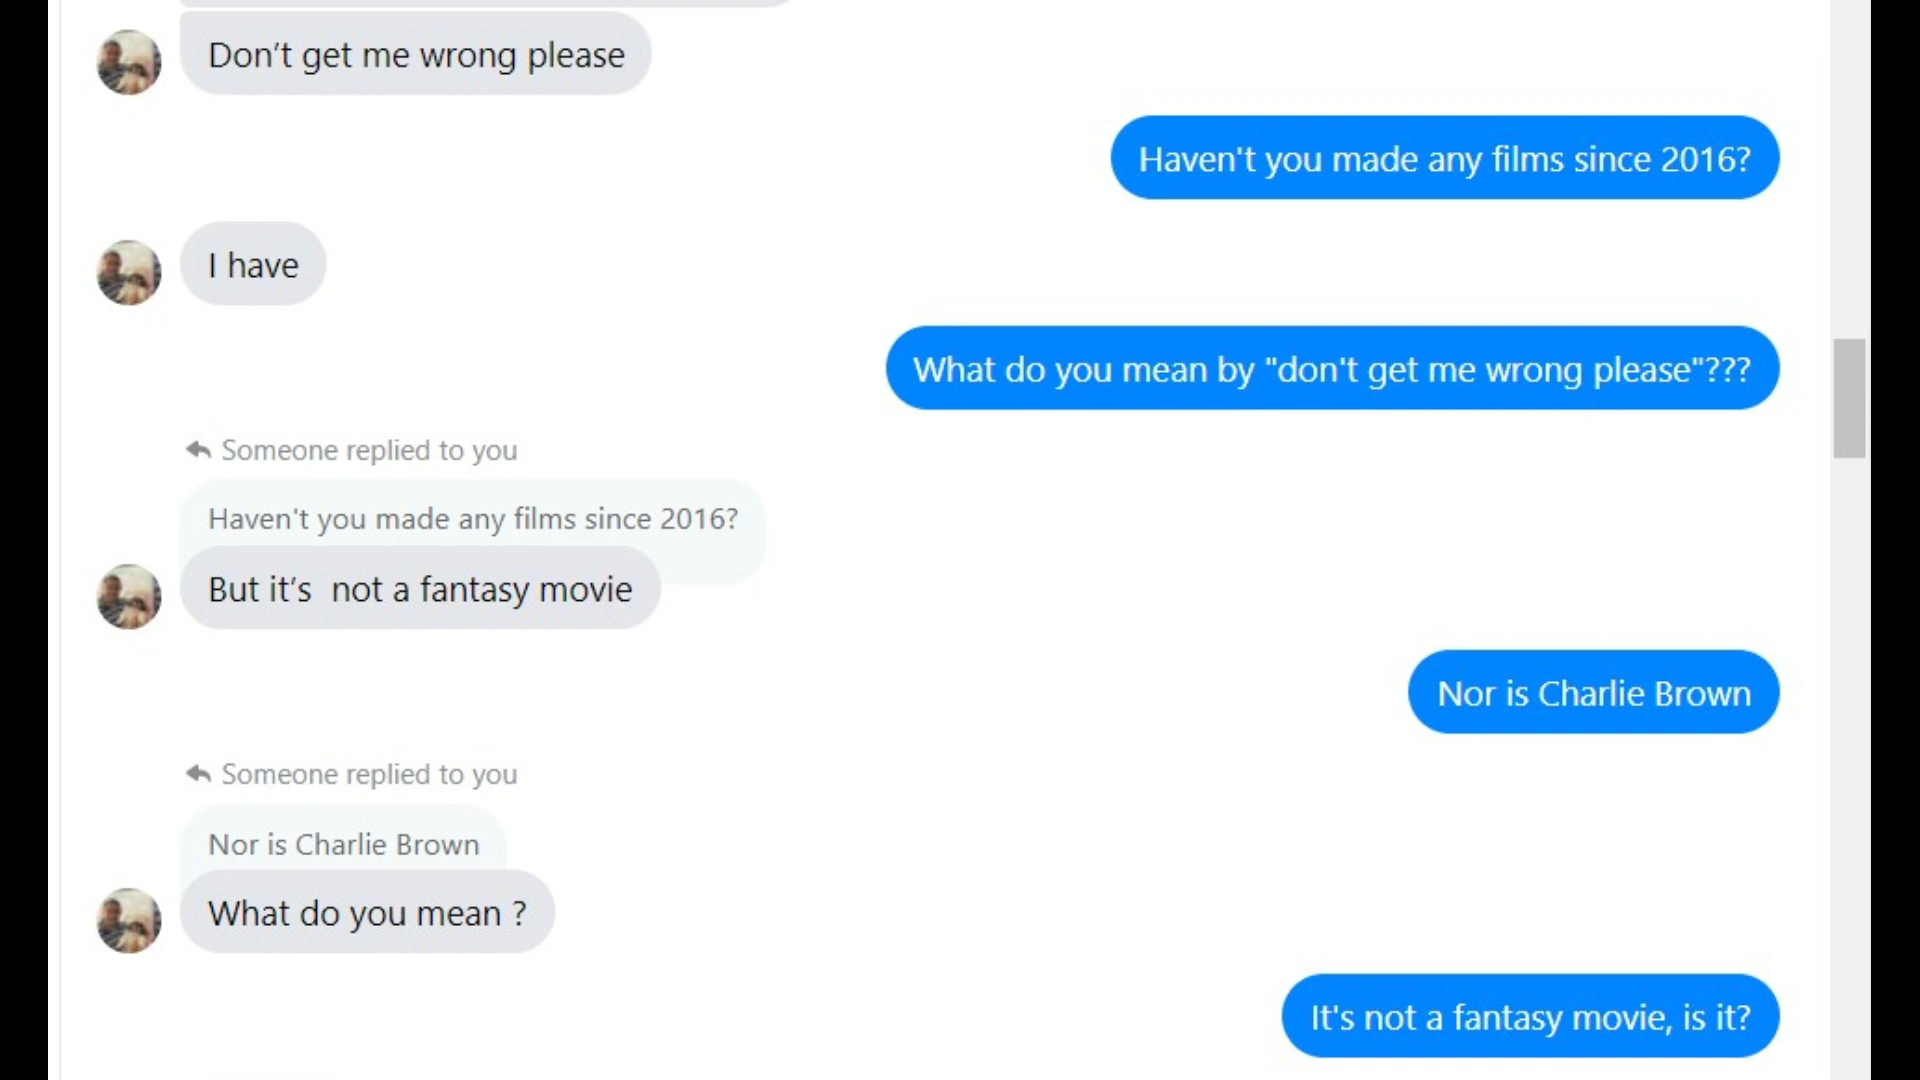 Don't get me wrong please
Haven't you made any films since 2016?
I have
What do you mean by "don't get me wrong please"???
Someone replied to you
Haven't you made any films since 2016?
But it's  not a fantasy movie
Nor is Charlie Brown
Someone replied to you
Nor is Charlie Brown
What do you mean ?
It's not a fantasy movie, is it?